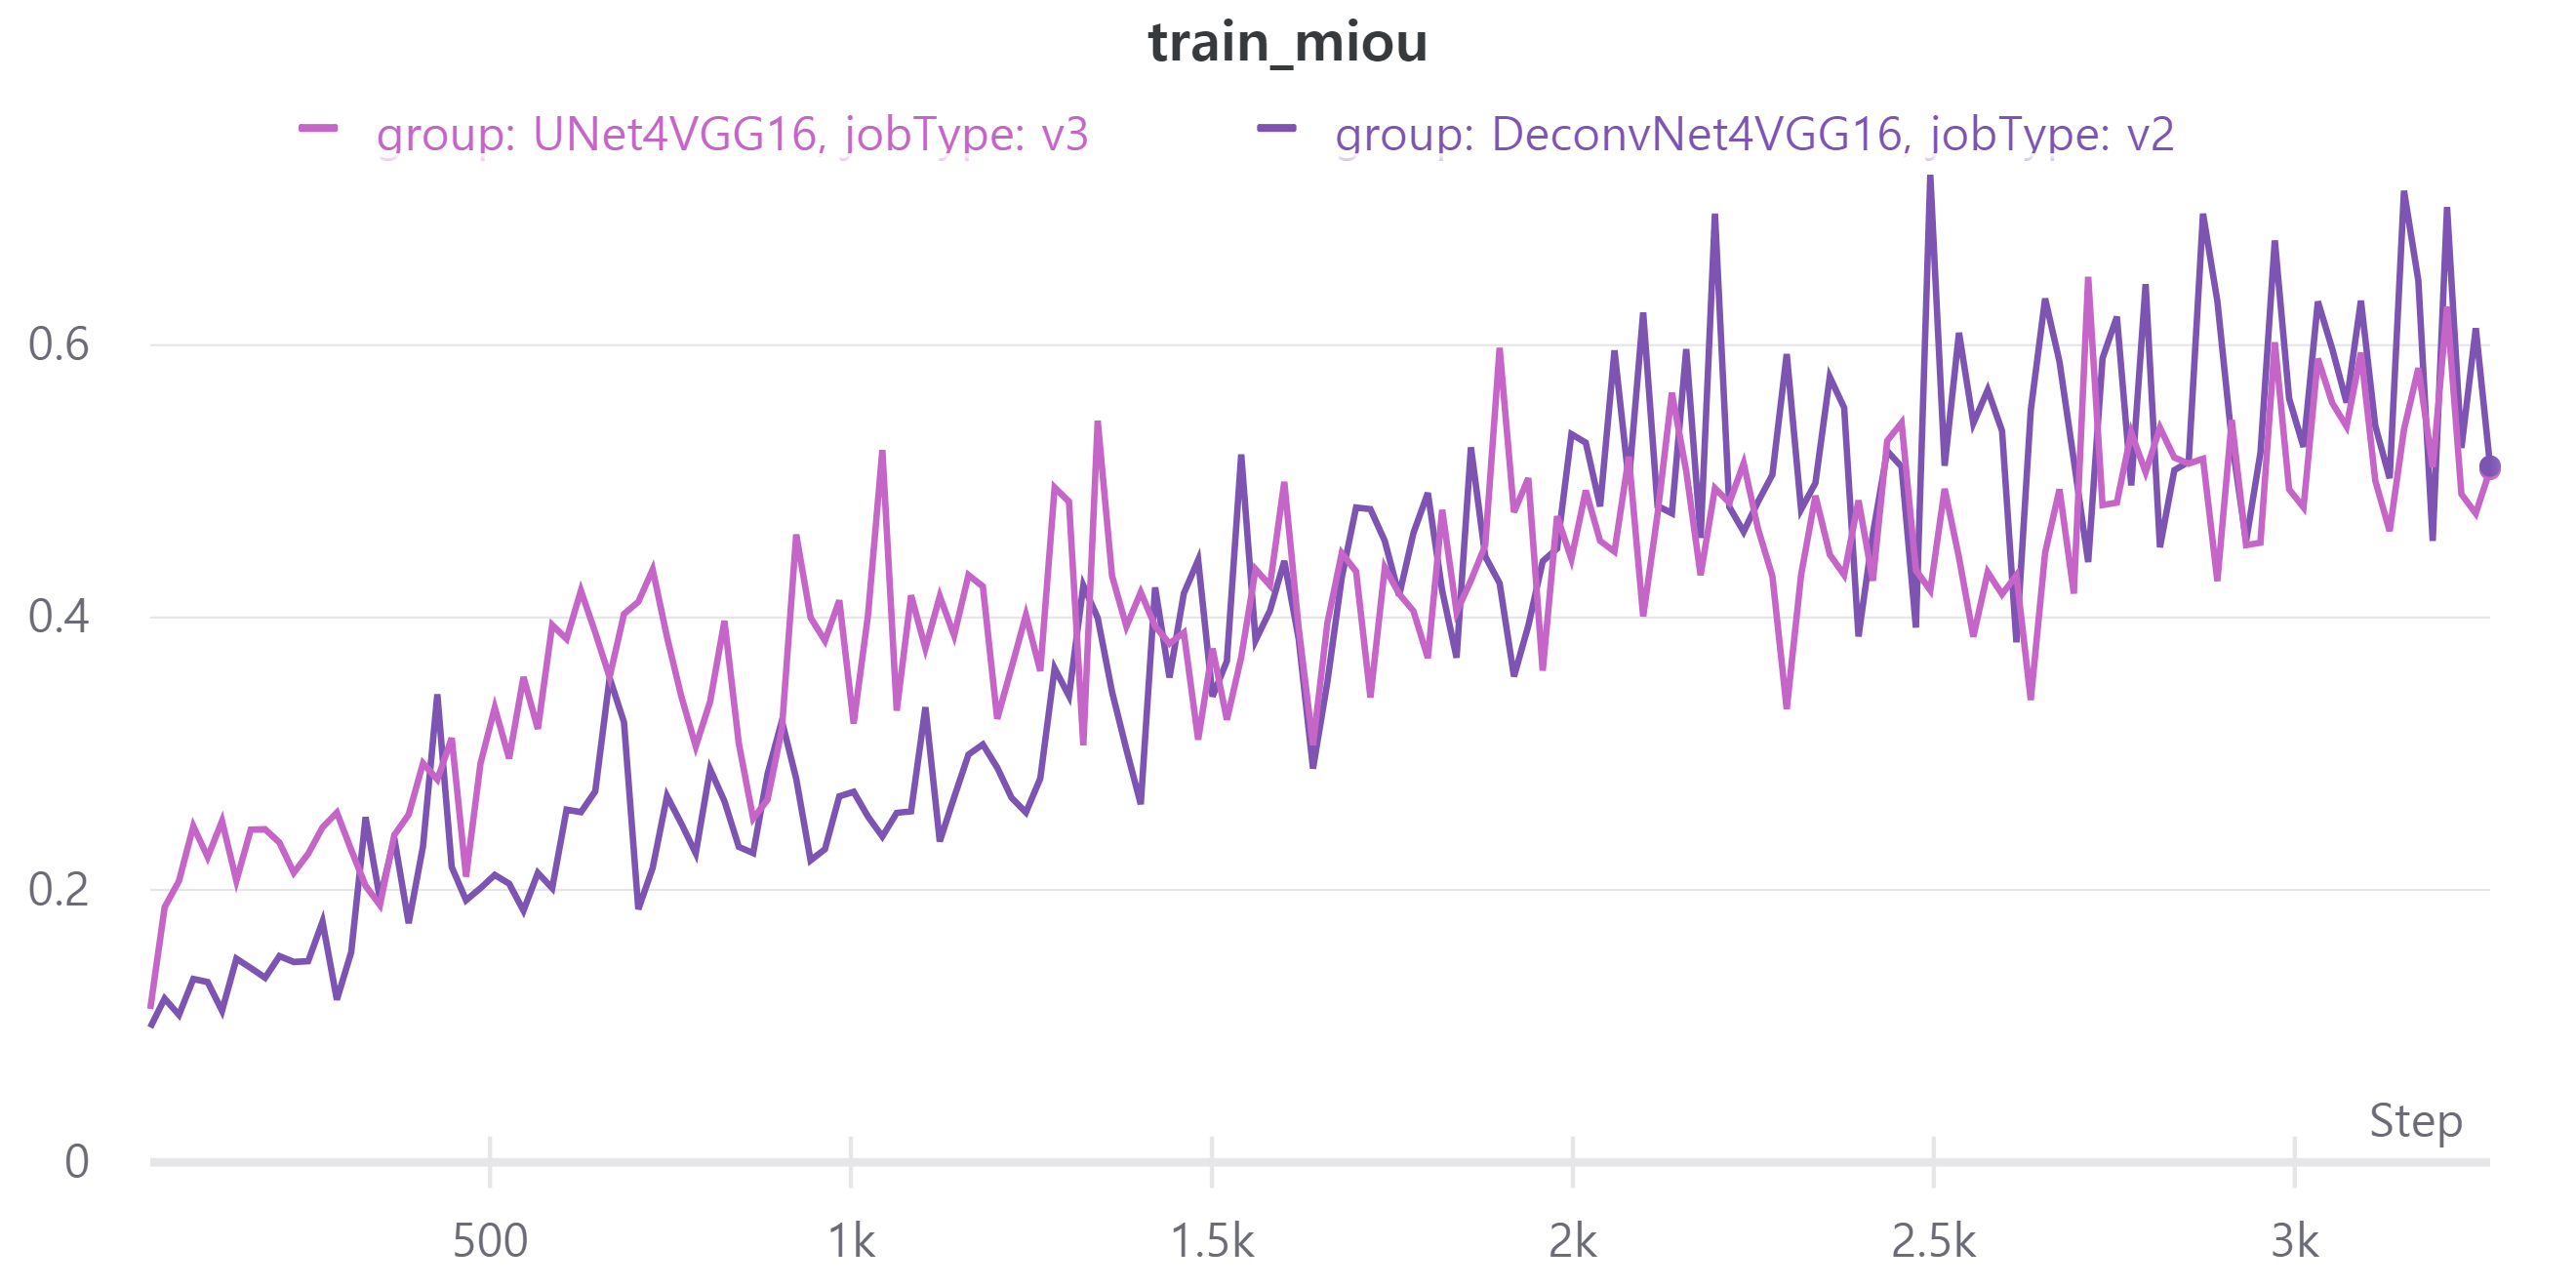 train_miou
group: UNet4VGG16, jobType: v3 group: DeconvNet4VGG16, jobType: v2
0.6
0.4
0.2
Step
0
500 1k 1.5k 2k 2.5k 3k